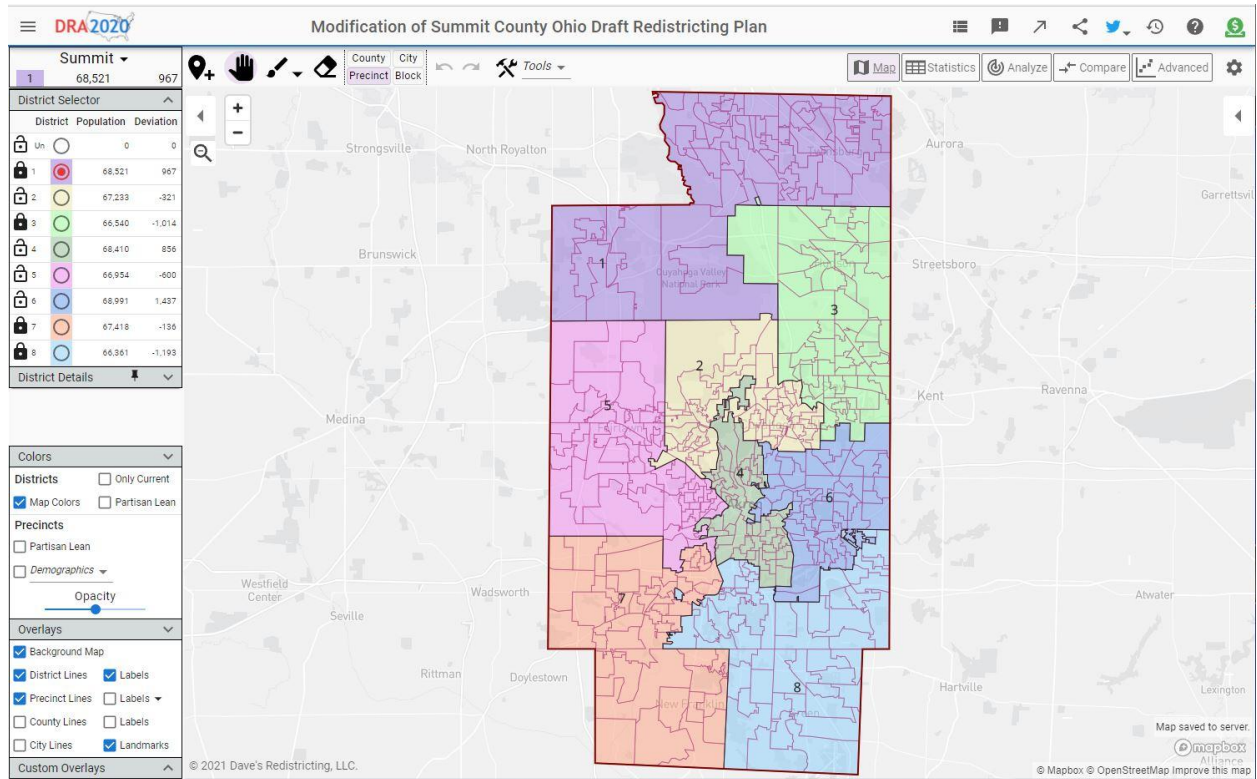 DRA2020
Modification of Summit County Ohio Draft Redistricting Plan
Summit
1 68,521 967
County City
Precinct Block
Tools
Map
Statistics
Analyze
Compare
Advanced
District Selector
District Population Deviation
Un 0 0
1 68,521 967
2 67,233 -321
3 66,540 -1,014
4 68,410 856
5 66,954 -600
6 68,991 1,437
7 67,418 -136
8 66,361 -1,193
District Details
Colors
Districts Only Current
Map Colors Partisan Lean
Precincts
Partisan Lean
Demographics
Opacity
Overlays
Background Map
District Lines Labels
Precinct Lines Labels
County Lines Labels
City Lines Landmarks
Custom Overlays
Strongsville
North Royalton
Aurora
Garrettsvi
Brunswick
1
Cuyahoga Valley
National Park
Streetsboro
3
2
Medina
5
Kent
Ravenna
4
6
Westfield
Center
Wadsworth
Seville
7
Atwater
Rittman
Doylestown
8
Hartville
Lexington
New Franklin
Map saved to server.
mapbox
Alliance
© 2021 Dave's Redistricting, LLC.
© Mapbox © OpenStreetMap Improve this map